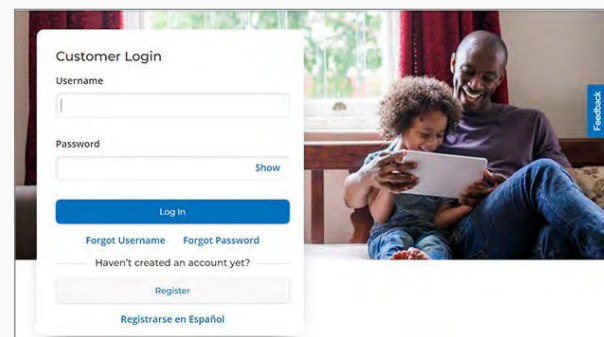 Customer Login
Username
Password
Show
Log In
Forgot Username Forgot Password
Haven't created an account yet?
Register
Registrarse en Español
Feedback